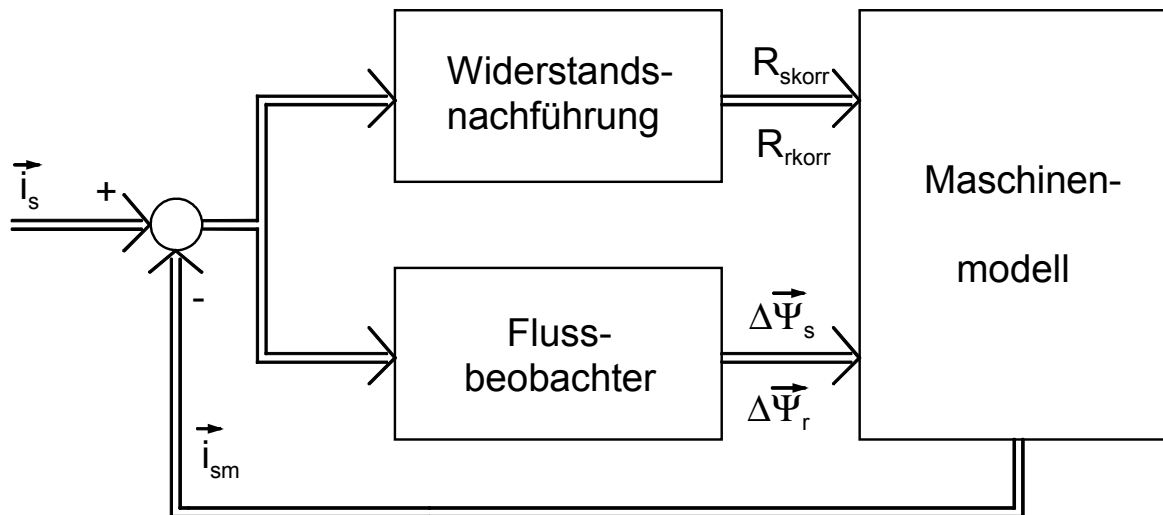 Widerstands-
nachführung
R_skorr
R_rkorr
Maschinen-
modell
i_s
+
-
Fluss-
beobachter
ΔΨ_s
ΔΨ_r
i_sm